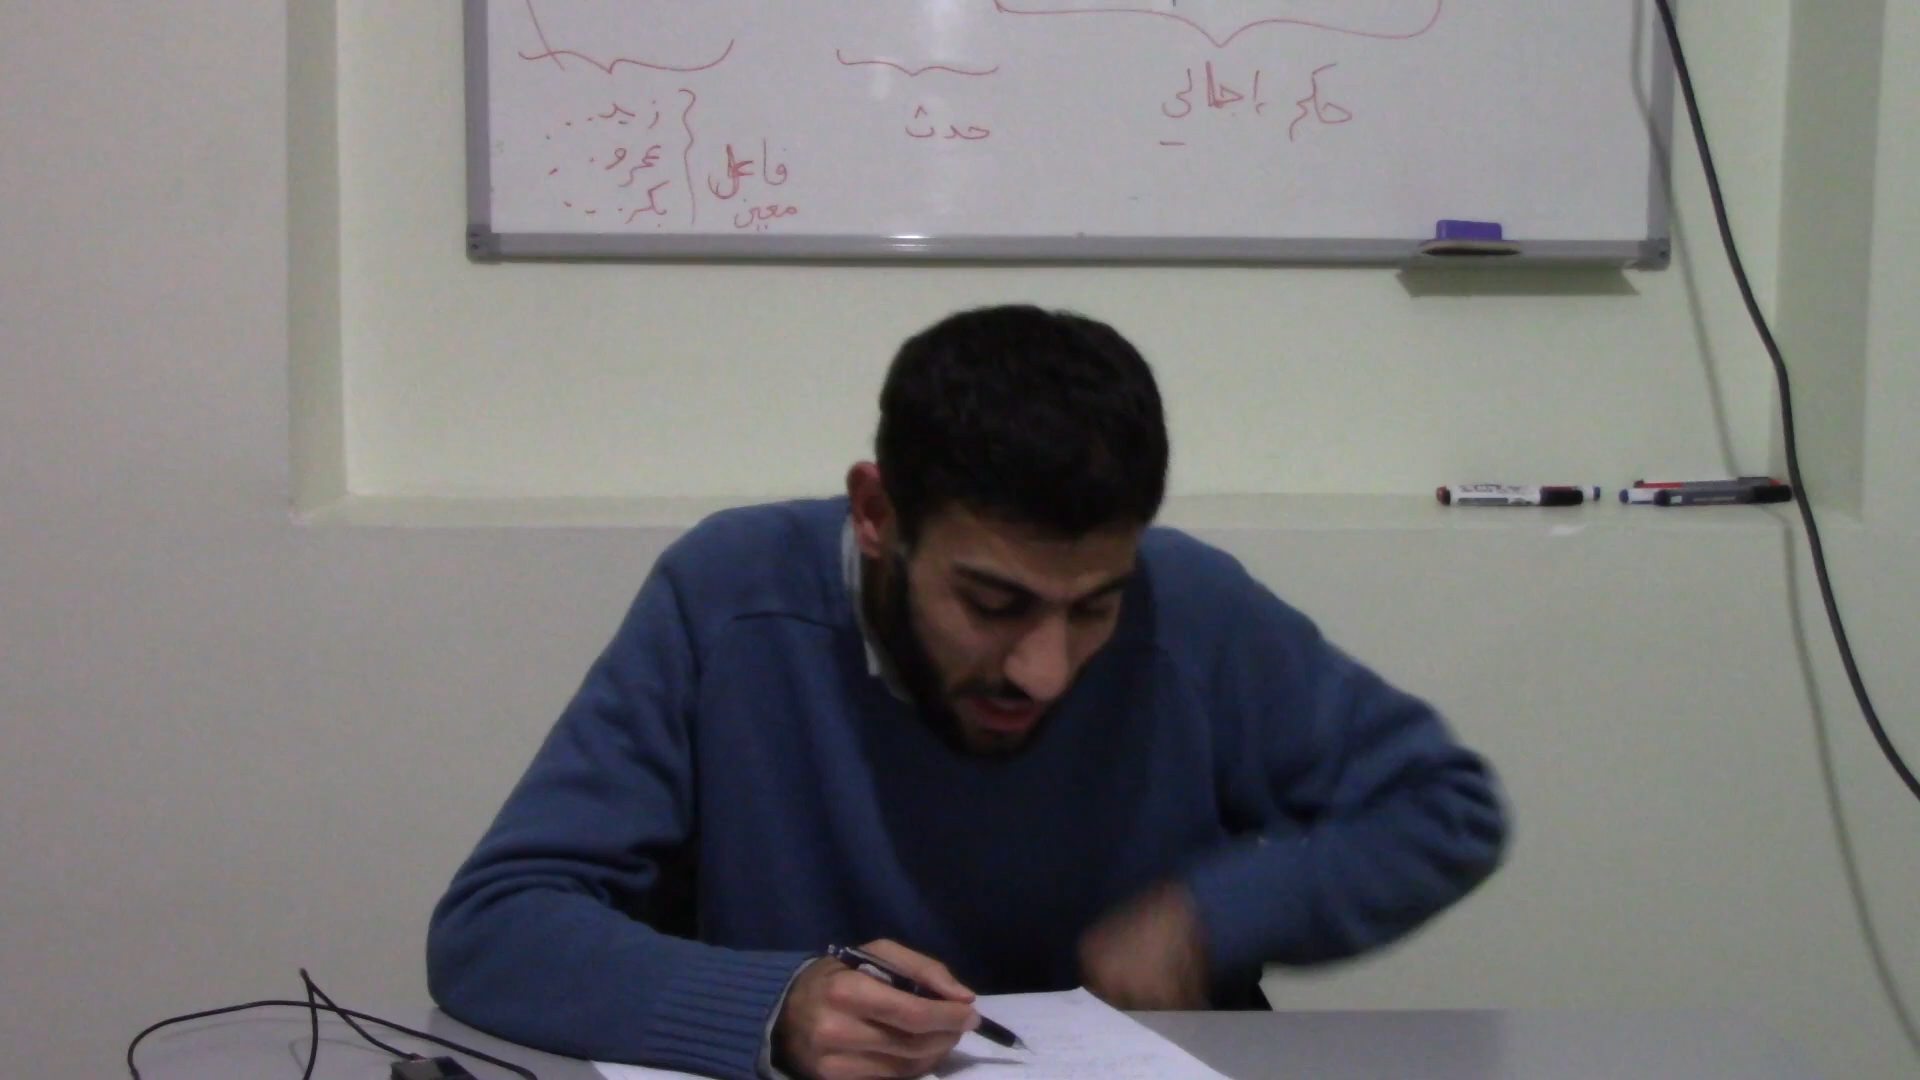 حكم إجمالي
حدث
فاعل
معين
زيد...
عمرو..
بكر...